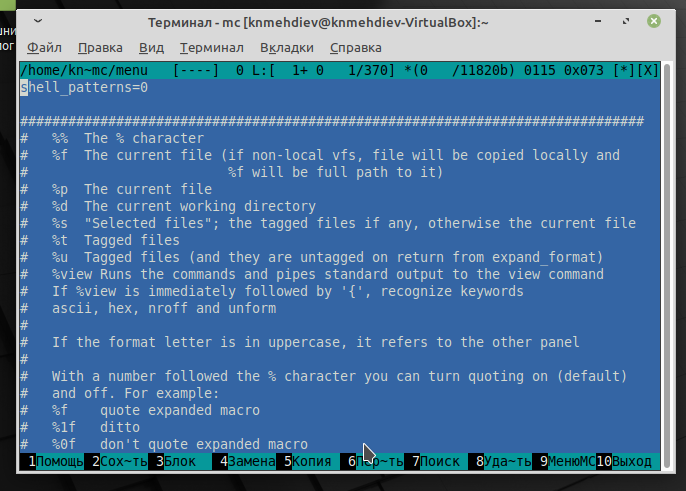 Терминал - mc [knmehdiev@knmehdiev-VirtualBox]:~
Файл Правка Вид Терминал Вкладки Справка
/home/kn~mc/menu [----] 0 L:[ 1+ 0 1/370] *(0 /11820b) 0115 0x073 [*][X]
shell_patterns=0
##############################################################################
# %% The % character
# %f The current file (if non-local vfs, file will be copied locally and
# %f will be full path to it)
# %p The current file
# %d The current working directory
# %s "Selected files"; the tagged files if any, otherwise the current file
# %t Tagged files
# %u Tagged files (and they are untagged on return from expand_format)
# %view Runs the commands and pipes standard output to the view command
# If %view is immediately followed by '{', recognize keywords
# ascii, hex, nroff and unform
#
# If the format letter is in uppercase, it refers to the other panel
#
# With a number followed the % character you can turn quoting on (default)
# and off. For example:
# %f quote expanded macro
# %1f ditto
# %0f don't quote expanded macro
1Помощь 2Сох~ть 3Блок 4Замена 5Копия 6Пер~ть 7Поиск 8Уда~ть 9МенюMC 10Выход